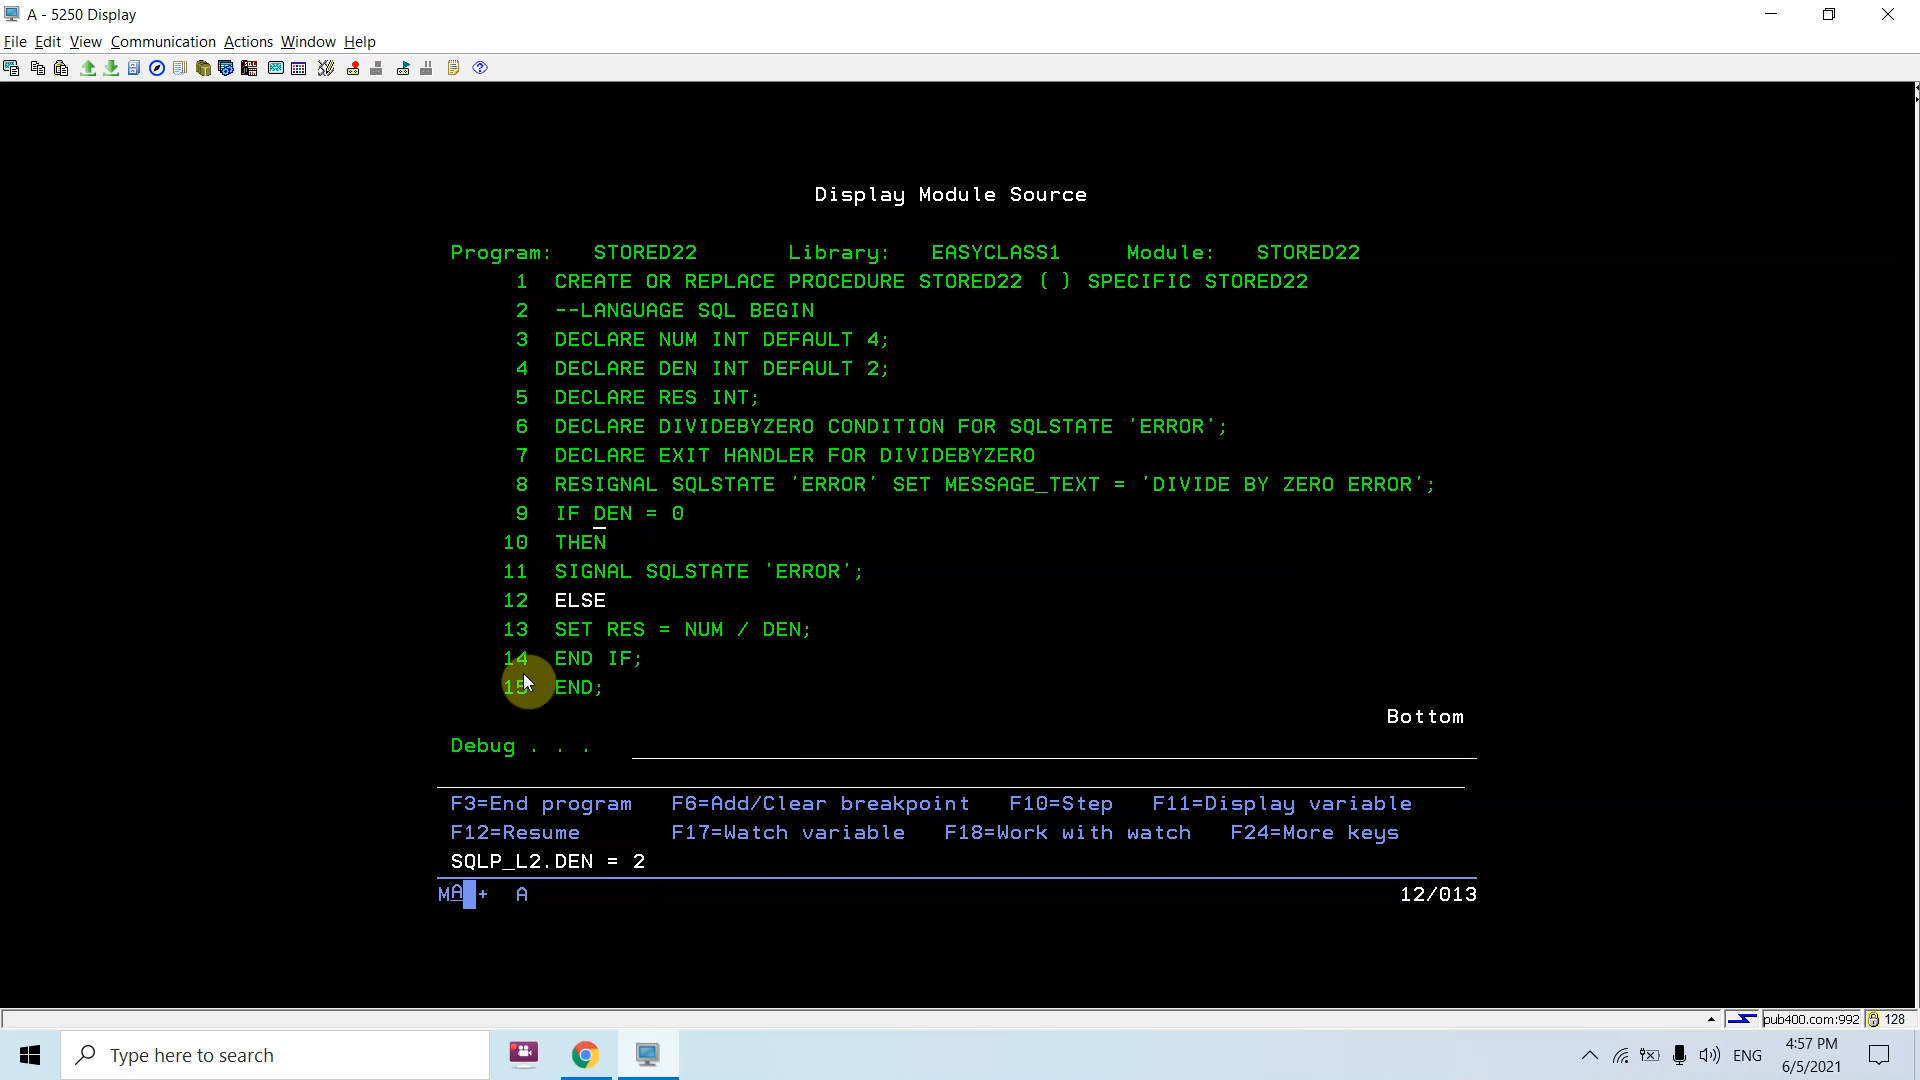 A - 5250 Display
File Edit View Communication Actions Window Help
Display Module Source
Program: STORED22 Library: EASYCLASS1 Module: STORED22
1 CREATE OR REPLACE PROCEDURE STORED22 ( ) SPECIFIC STORED22
2 --LANGUAGE SQL BEGIN
3 DECLARE NUM INT DEFAULT 4;
4 DECLARE DEN INT DEFAULT 2;
5 DECLARE RES INT;
6 DECLARE DIVIDEBYZERO CONDITION FOR SQLSTATE 'ERROR';
7 DECLARE EXIT HANDLER FOR DIVIDEBYZERO
8 RESIGNAL SQLSTATE 'ERROR' SET MESSAGE_TEXT = 'DIVIDE BY ZERO ERROR';
9 IF DEN = 0
10 THEN
11 SIGNAL SQLSTATE 'ERROR';
12 ELSE
13 SET RES = NUM / DEN;
14 END IF;
15 END;
Bottom
Debug . . .
F3=End program F6=Add/Clear breakpoint F10=Step F11=Display variable
F12=Resume F17=Watch variable F18=Work with watch F24=More keys
SQLP_L2.DEN = 2
MA + A 12/013
pub400.com:992 128
Type here to search
ENG
4:57 PM
6/5/2021